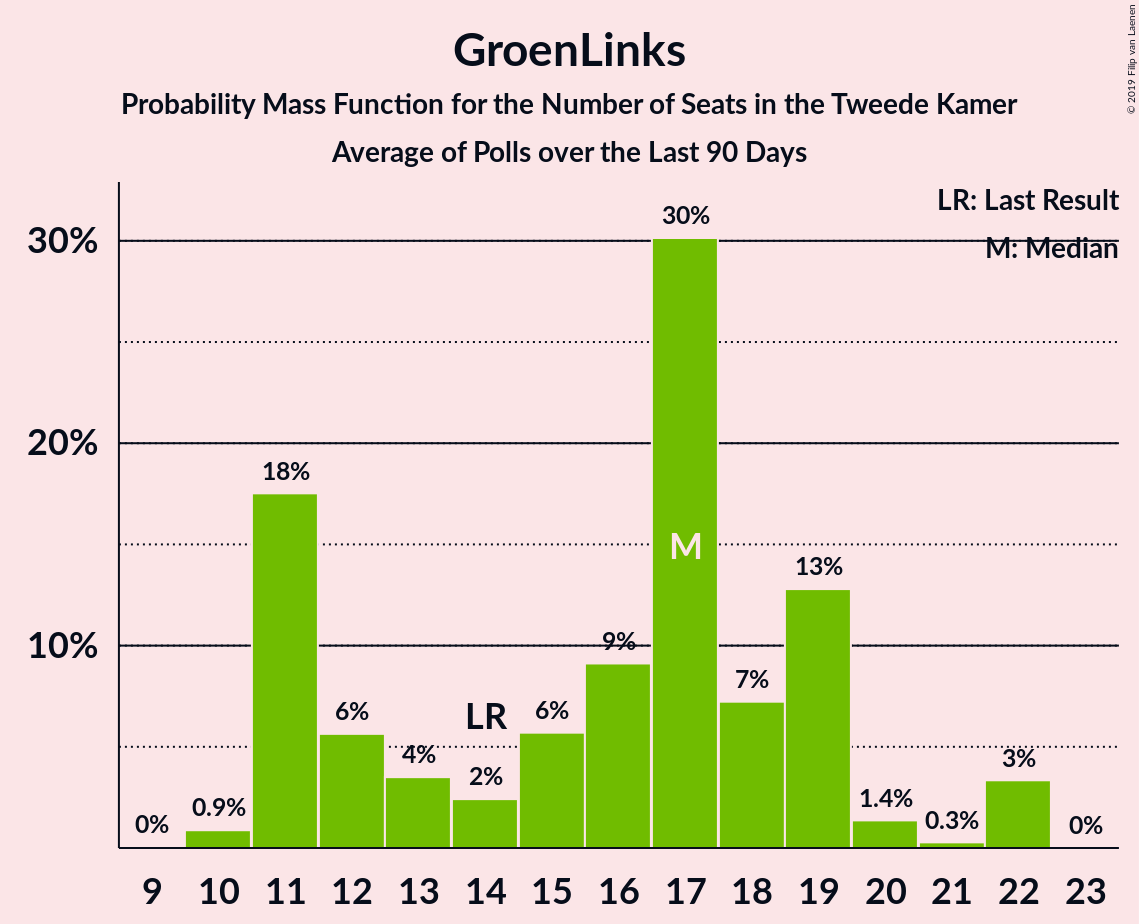 GroenLinks
Probability Mass Function for the Number of Seats in the Tweede Kamer
Average of Polls over the Last 90 Days
© 2019 Filip van Laenen
LR: Last Result
M: Median
30%
20%
10%
0%
0.9%
18%
6%
4%
LR
2%
6%
9%
30%
M
7%
13%
1.4%
0.3%
3%
0%
9 10 11 12 13 14 15 16 17 18 19 20 21 22 23